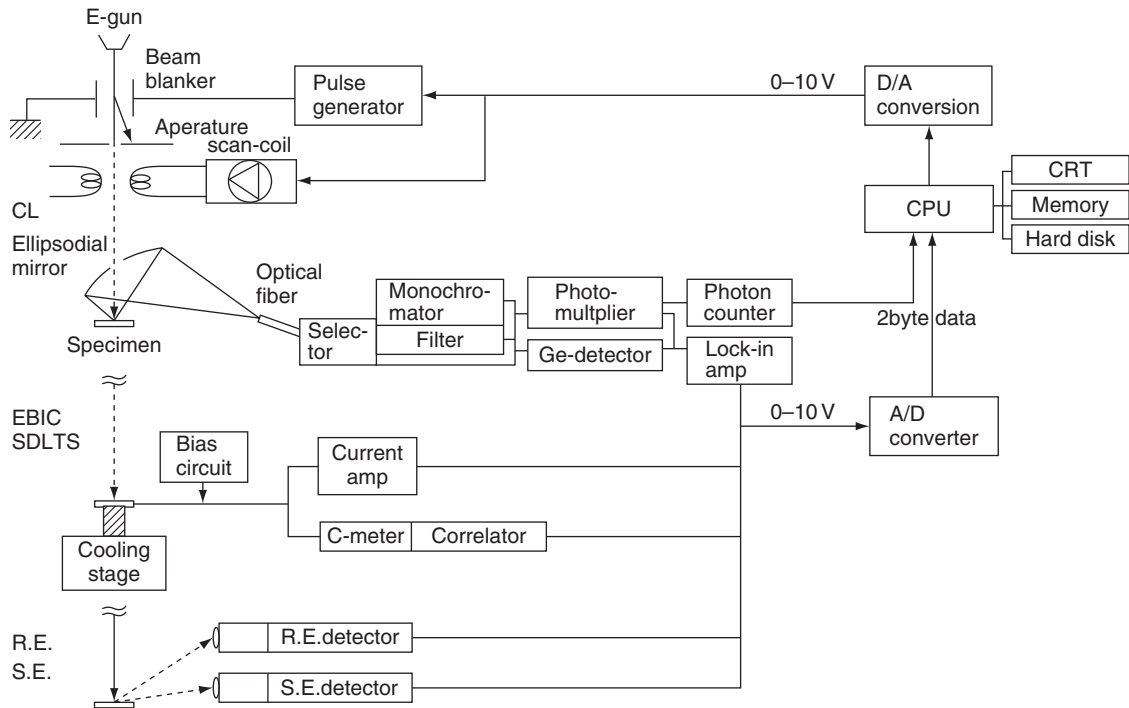 E-gun
Beam
blanker
Pulse
generator
0–10 V
D/A
conversion
Aperature
scan-coil
CL
CPU
CRT
Memory
Hard disk
Ellipsodial
mirror
Optical
fiber
Specimen
Selec-
tor
Monochro-
mator
Filter
Photo-
multplier
Photon
counter
Ge-detector
Lock-in
amp
2byte data
0–10 V
A/D
converter
EBIC
SDLTS
Bias
circuit
Current
amp
C-meter
Correlator
Cooling
stage
R.E.
S.E.
R.E.detector
S.E.detector